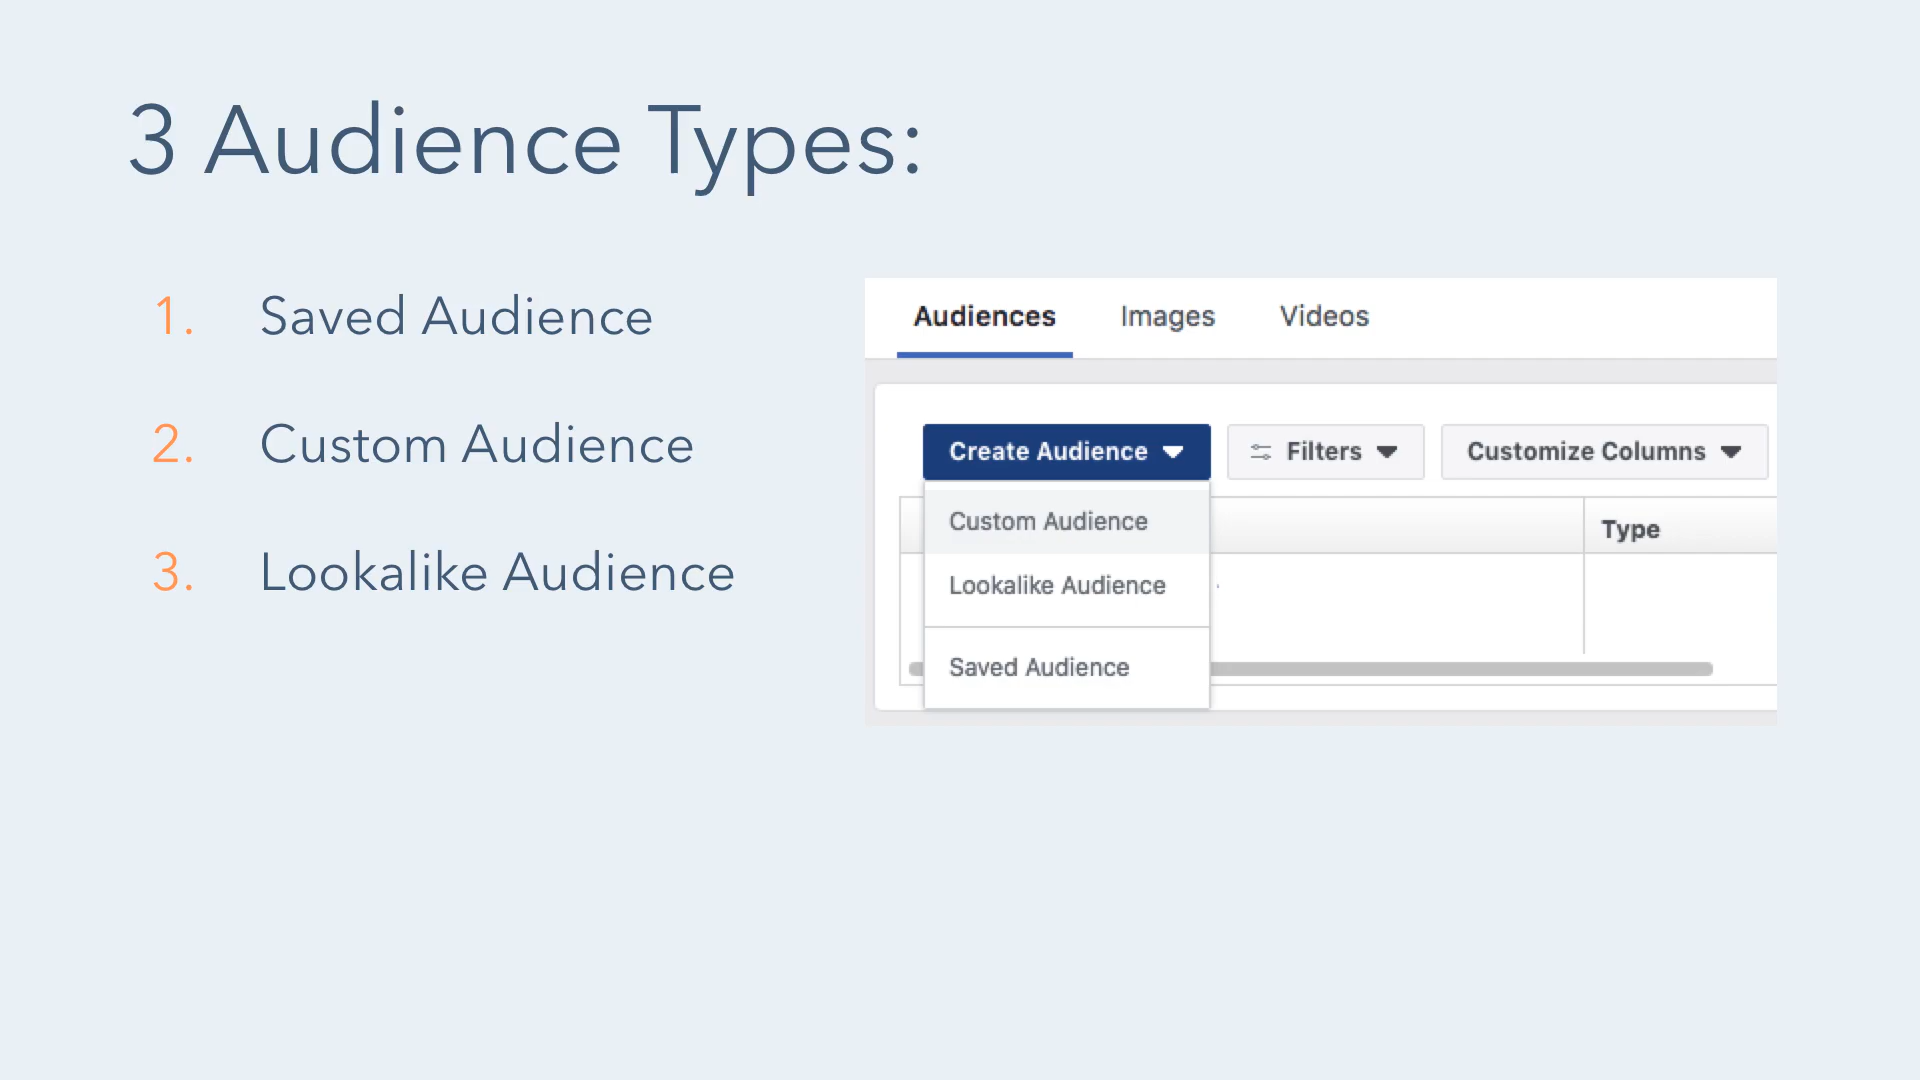 3 Audience Types:
1. Saved Audience
2. Custom Audience
3. Lookalike Audience
Audiences Images Videos
Create Audience Filters Customize Columns
Custom Audience
Type
Lookalike Audience
Saved Audience